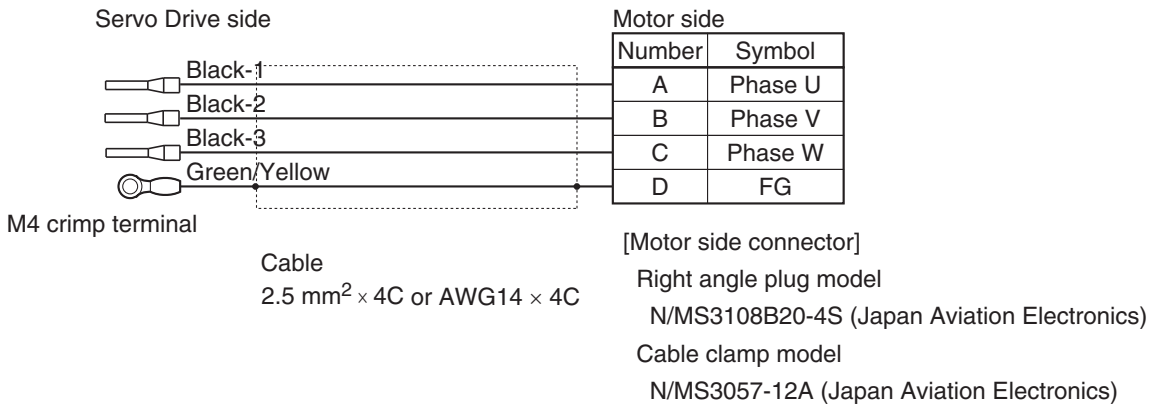 Servo Drive side
Motor side
Number Symbol
Black-1
A Phase U
Black-2
B Phase V
Black-3
C Phase W
Green/Yellow
D FG
M4 crimp terminal
[Motor side connector]
Cable
Right angle plug model
2.5 mm² × 4C or AWG14 × 4C
N/MS3108B20-4S (Japan Aviation Electronics)
Cable clamp model
N/MS3057-12A (Japan Aviation Electronics)